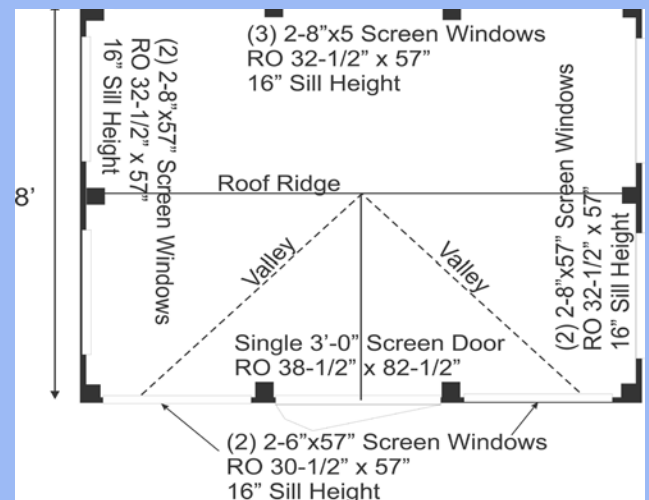 (3) 2-8”x5 Screen Windows
RO 32-1/2” x 57”
16” Sill Height
(2) 2-8”x57” Screen Windows
RO 32-1/2” x 57”
16” Sill Height
(2) 2-8”x57” Screen Windows
RO 32-1/2” x 57”
16” Sill Height
8’
Roof Ridge
Valley
Valley
Single 3’-0” Screen Door
RO 38-1/2” x 82-1/2”
(2) 2-6”x57” Screen Windows
RO 30-1/2” x 57”
16” Sill Height